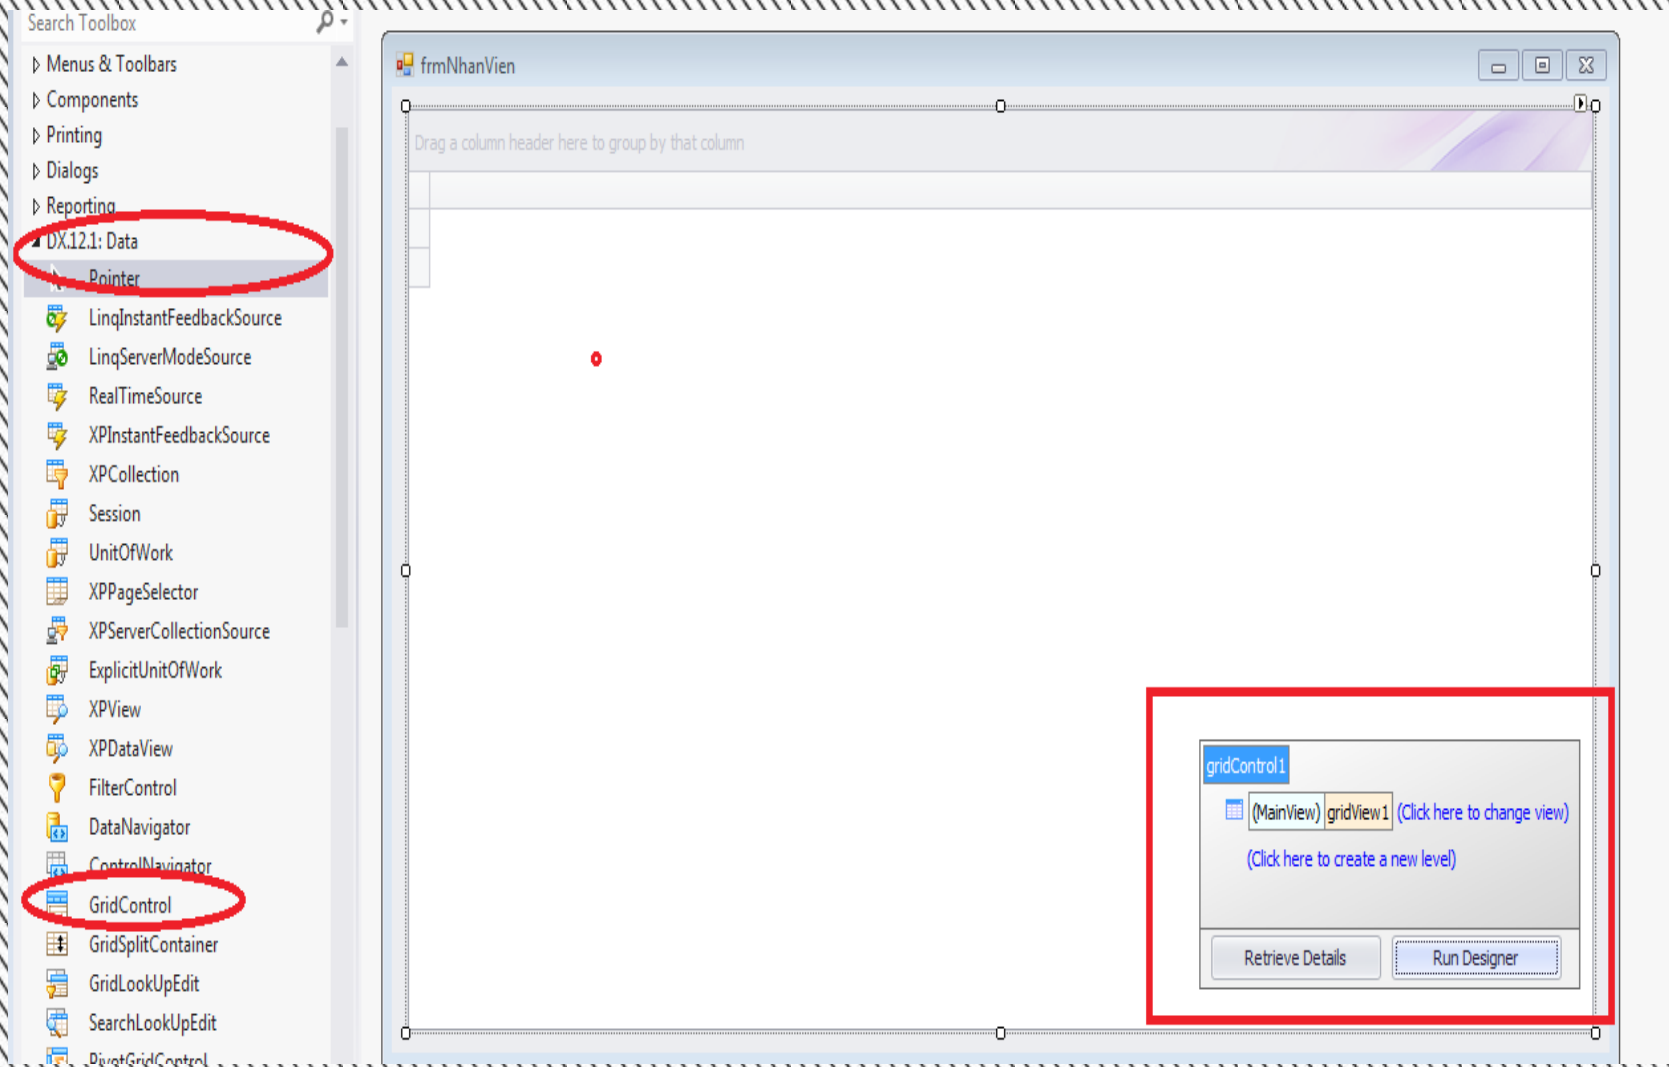 Search Toolbox
Menus & Toolbars
Components
Printing
Dialogs
Reporting
DX.12.1: Data
Pointer
LinqInstantFeedbackSource
LinqServerModeSource
RealTimeSource
XPInstantFeedbackSource
XPCollection
Session
UnitOfWork
XPPageSelector
XPServerCollectionSource
ExplicitUnitOfWork
XPView
XPDataView
FilterControl
DataNavigator
ControlNavigator
GridControl
GridSplitContainer
GridLookUpEdit
SearchLookUpEdit
PivotGridControl
frmNhanVien
Drag a column header here to group by that column
gridControl1
(MainView) gridView1 (Click here to change view)
(Click here to create a new level)
Retrieve Details Run Designer